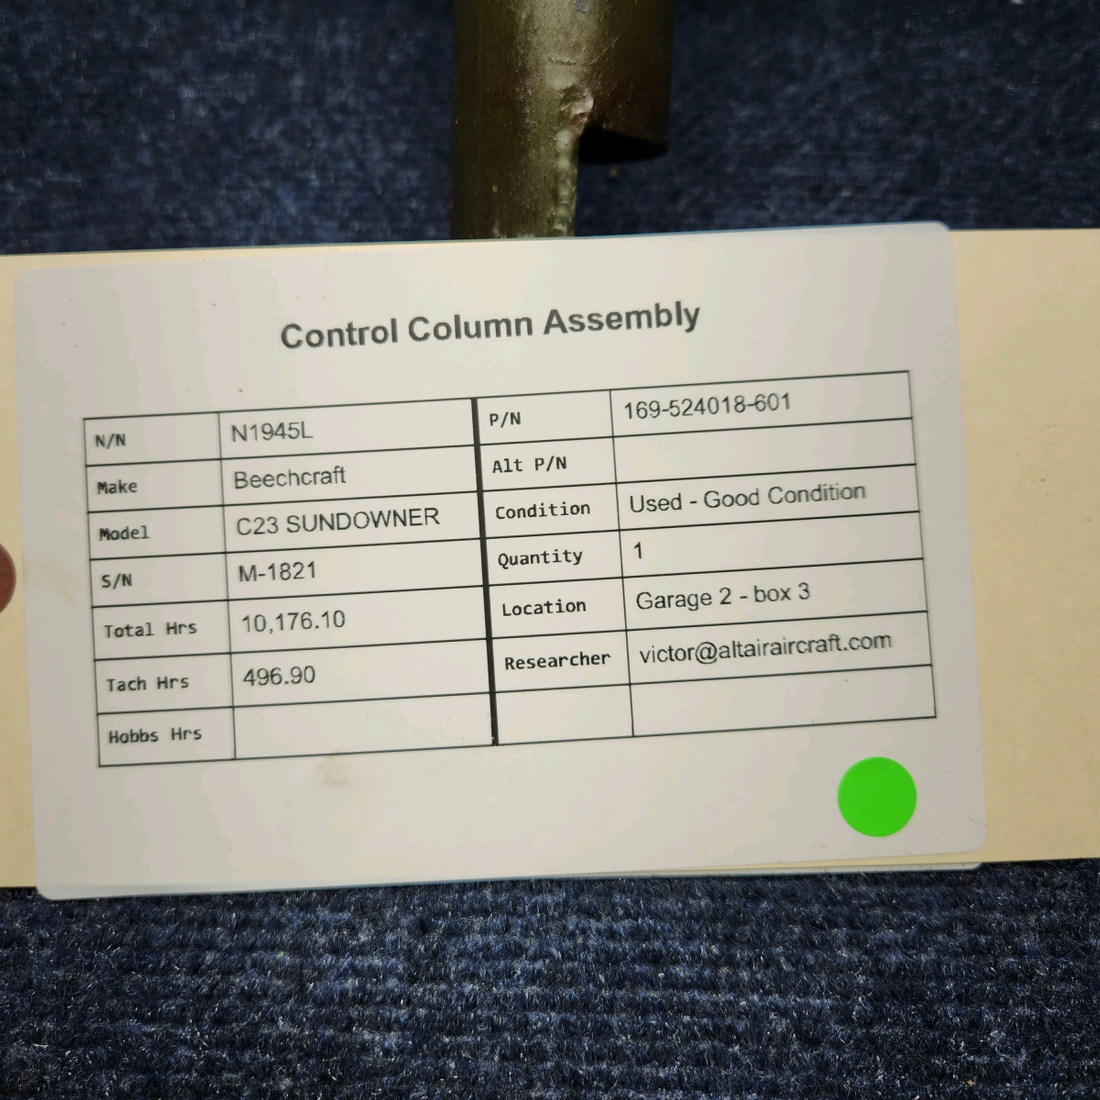 Control Column Assembly
N/N N1945L P/N 169-524018-601
Make Beechcraft Alt P/N
Model C23 SUNDOWNER Condition Used - Good Condition
S/N M-1821 Quantity 1
Total Hrs 10,176.10 Location Garage 2 - box 3
Tach Hrs 496.90 Researcher victor@altairaircraft.com
Hobbs Hrs